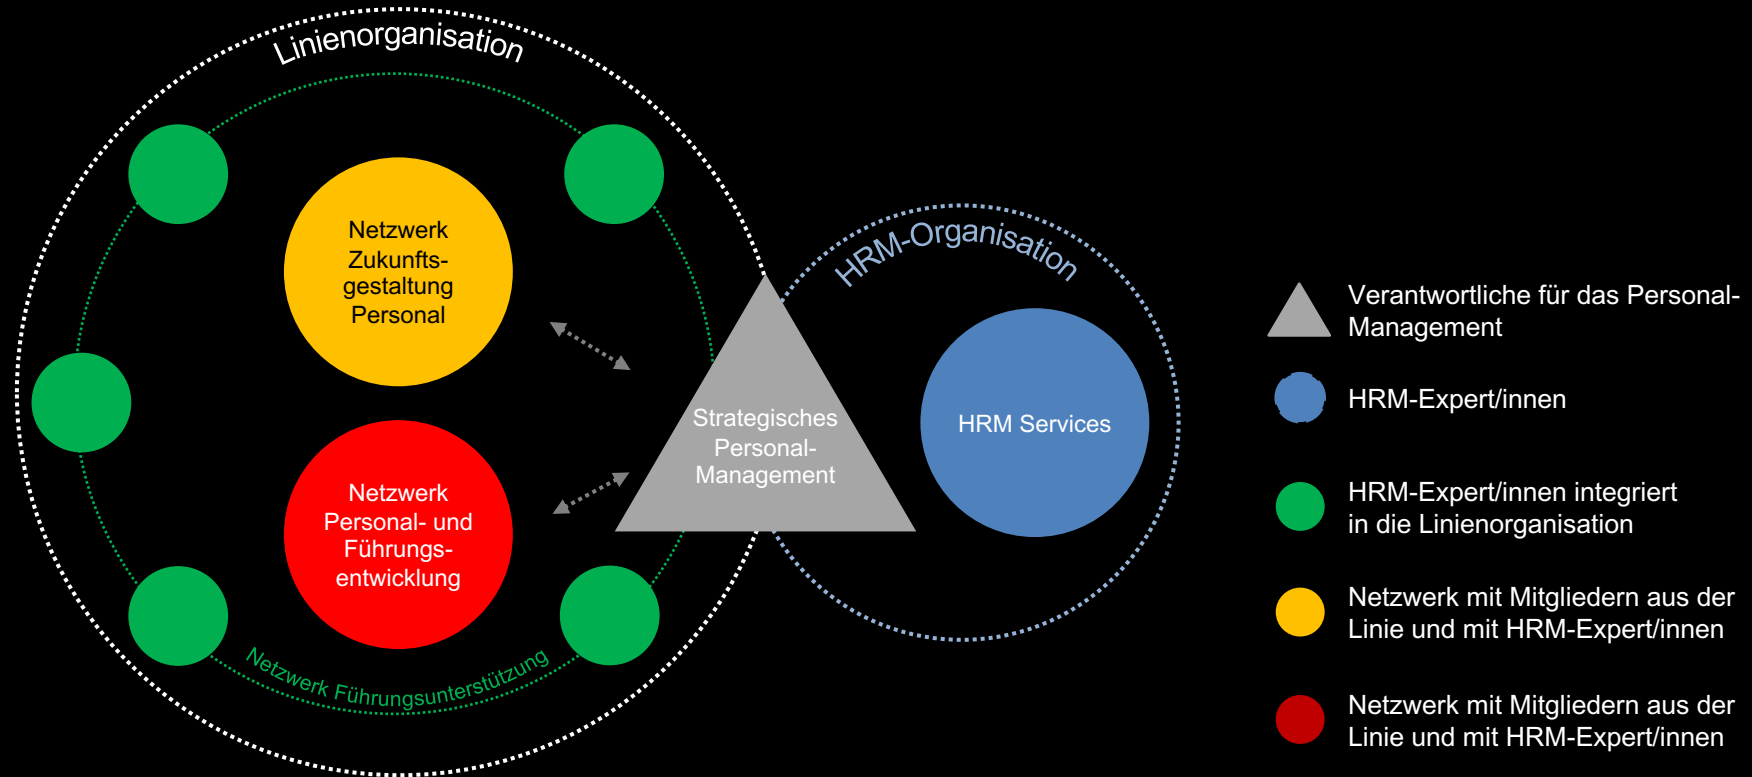 Linienorganisation
Netzwerk
Zukunfts-
gestaltung
Personal
Netzwerk
Personal- und
Führungs-
entwicklung
Netzwerk Führungsunterstützung
Strategisches
Personal-
Management
HRM-Organisation
HRM Services
Verantwortliche für das Personal-
Management
HRM-Expert/innen
HRM-Expert/innen integriert
in die Linienorganisation
Netzwerk mit Mitgliedern aus der
Linie und mit HRM-Expert/innen
Netzwerk mit Mitgliedern aus der
Linie und mit HRM-Expert/innen